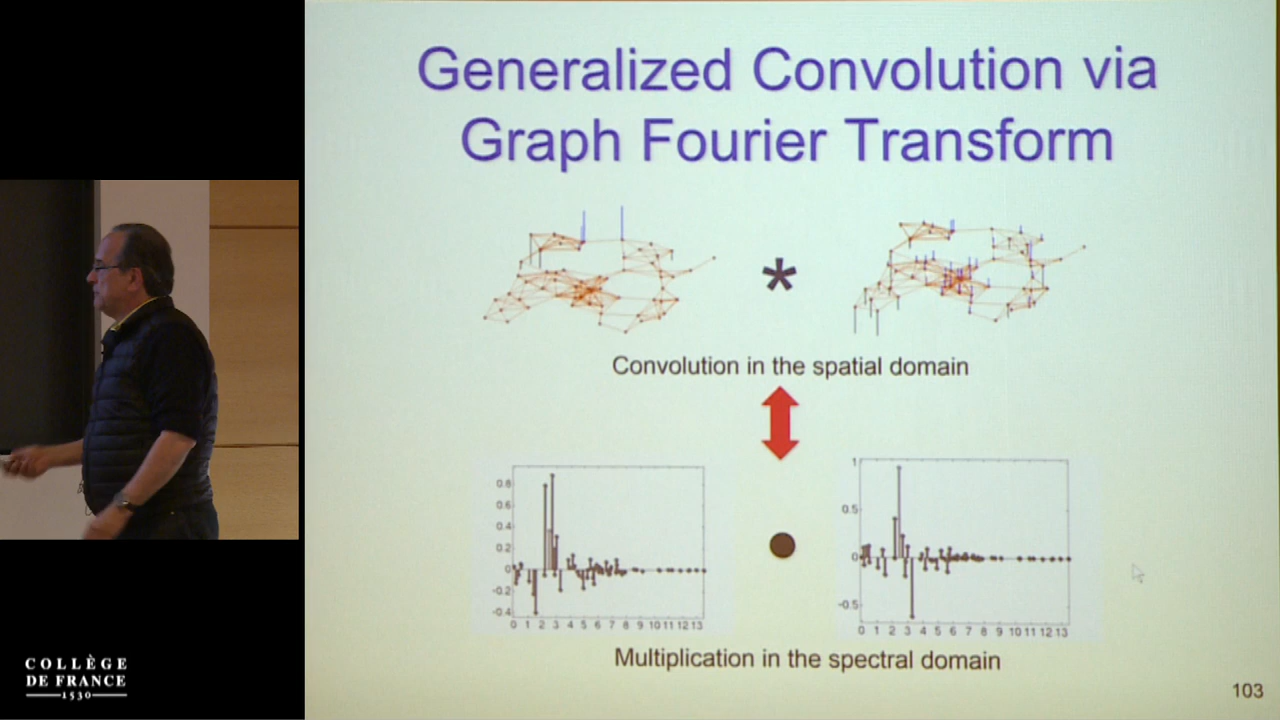 Generalized Convolution via
Graph Fourier Transform
*
Convolution in the spatial domain
0.8
0.6
0.4
0.2
0
-0.2
-0.4
0 1 2 3 4 5 6 7 8 9 10 11 12 13
1
0.5
0
-0.5
0 1 2 3 4 5 6 7 8 9 10 11 12 13
Multiplication in the spectral domain
103
COLLÈGE
DE FRANCE
1530